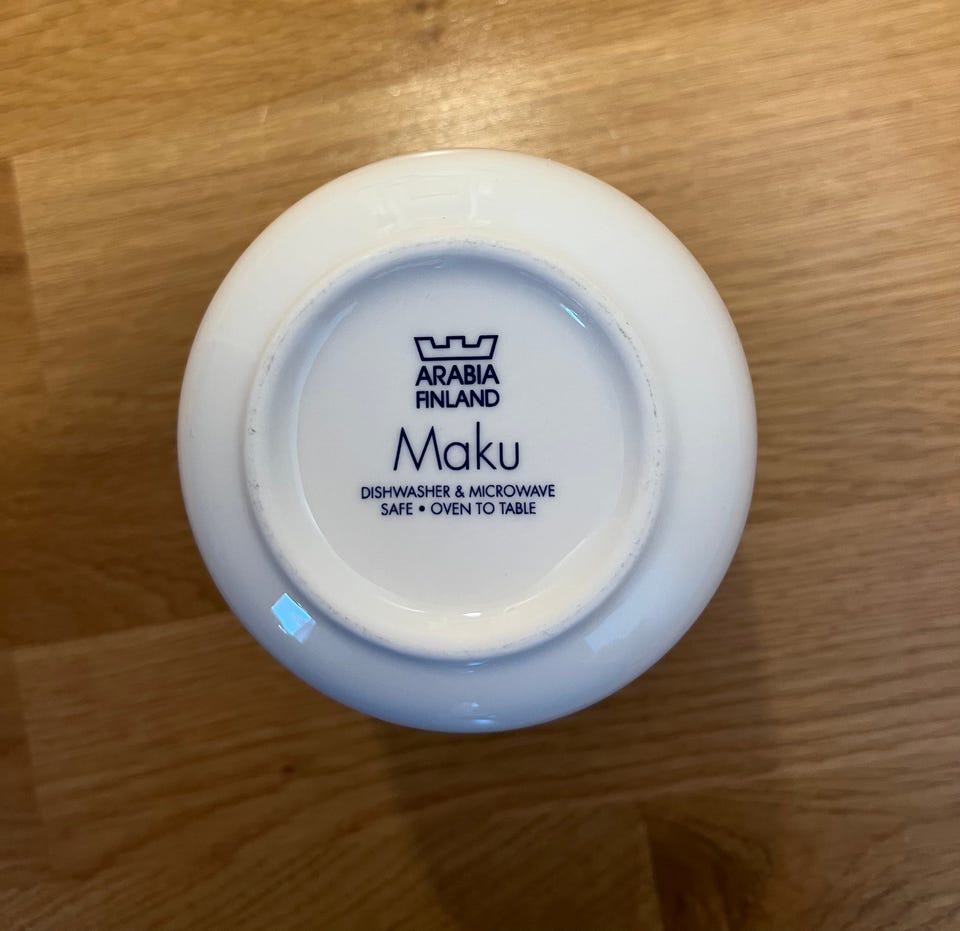 ARABIA
FINLAND
Maku
DISHWASHER & MICROWAVE
SAFE • OVEN TO TABLE